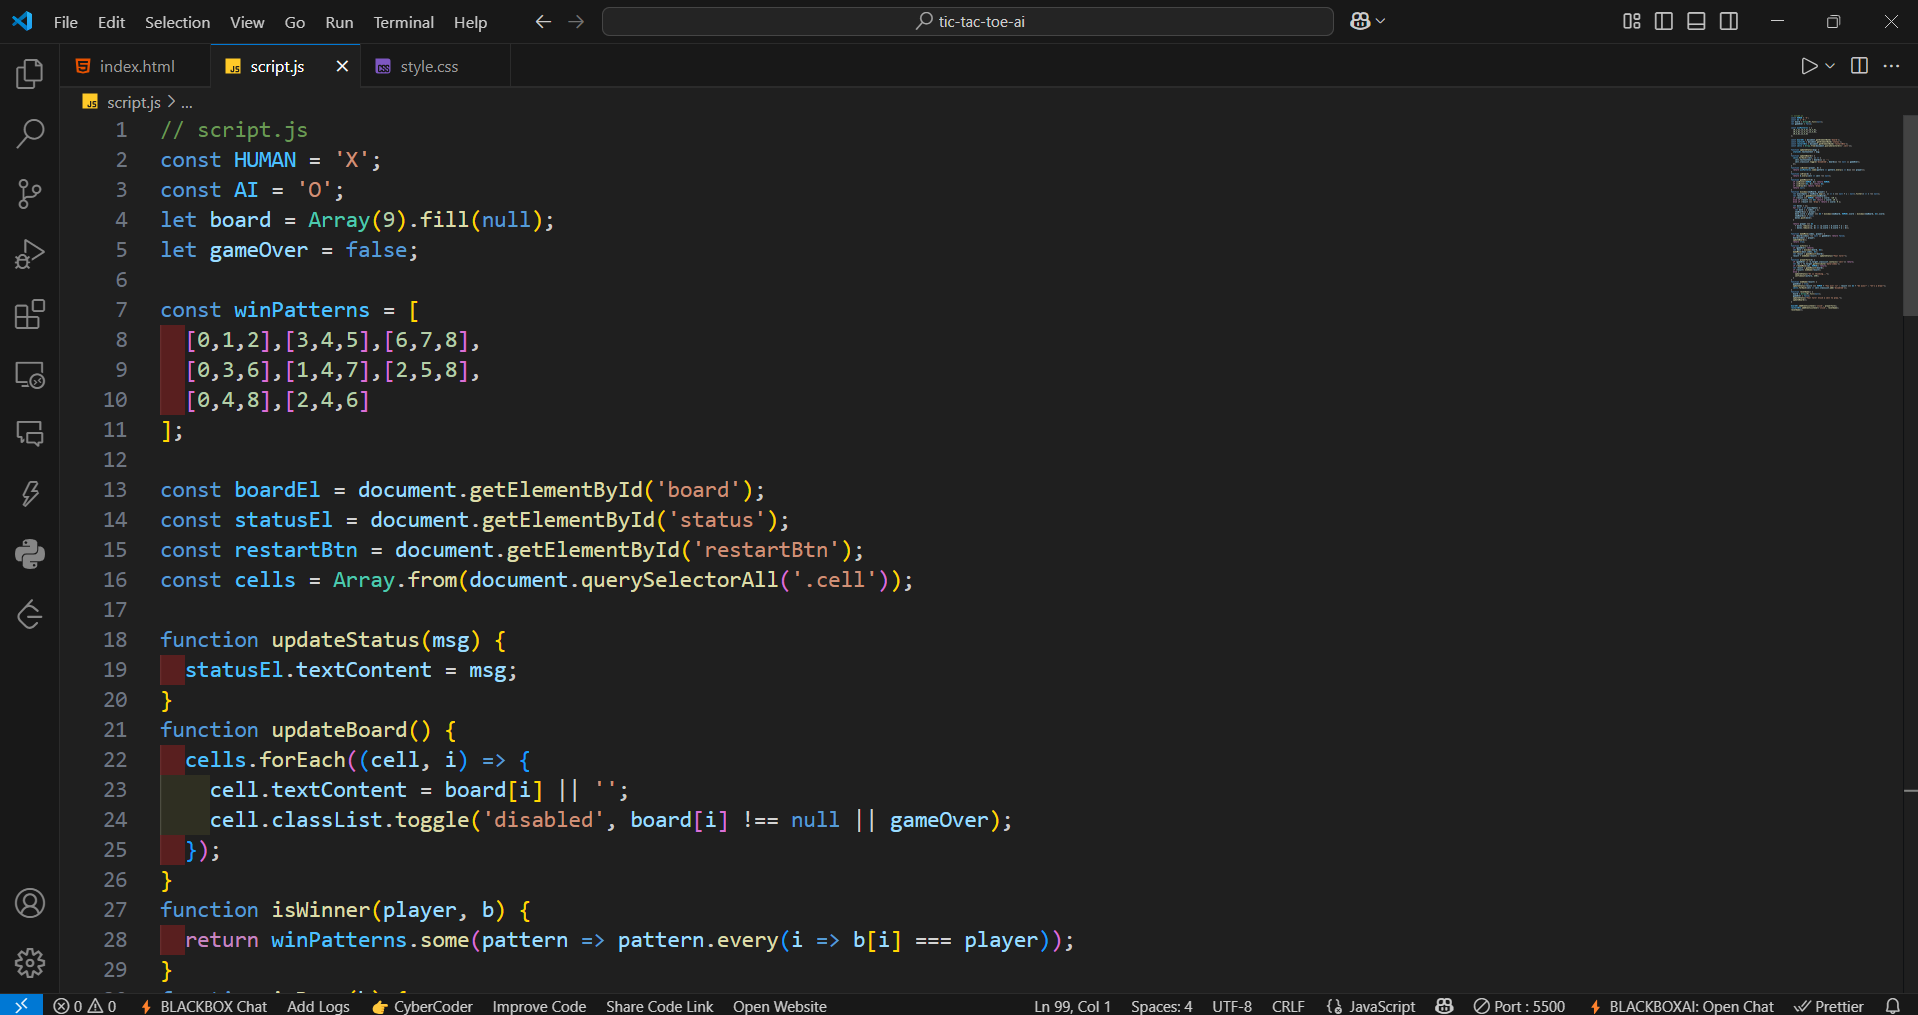 File Edit Selection View Go Run Terminal Help
tic-tac-toe-ai
index.html
script.js
style.css
script.js > ...
1 // script.js
2 const HUMAN = 'X';
3 const AI = 'O';
4 let board = Array(9).fill(null);
5 let gameOver = false;
6
7 const winPatterns = [
8   [0,1,2],[3,4,5],[6,7,8],
9   [0,3,6],[1,4,7],[2,5,8],
10   [0,4,8],[2,4,6]
11 ];
12
13 const boardEl = document.getElementById('board');
14 const statusEl = document.getElementById('status');
15 const restartBtn = document.getElementById('restartBtn');
16 const cells = Array.from(document.querySelectorAll('.cell'));
17
18 function updateStatus(msg) {
19   statusEl.textContent = msg;
20 }
21 function updateBoard() {
22   cells.forEach((cell, i) => {
23     cell.textContent = board[i] || '';
24     cell.classList.toggle('disabled', board[i] !== null || gameOver);
25   });
26 }
27 function isWinner(player, b) {
28   return winPatterns.some(pattern => pattern.every(i => b[i] === player));
29 }
0 0 BLACKBOX Chat Add Logs 👉 CyberCoder Improve Code Share Code Link Open Website Ln 99, Col 1 Spaces: 4 UTF-8 CRLF {} JavaScript Port : 5500 BLACKBOXAI: Open Chat Prettier